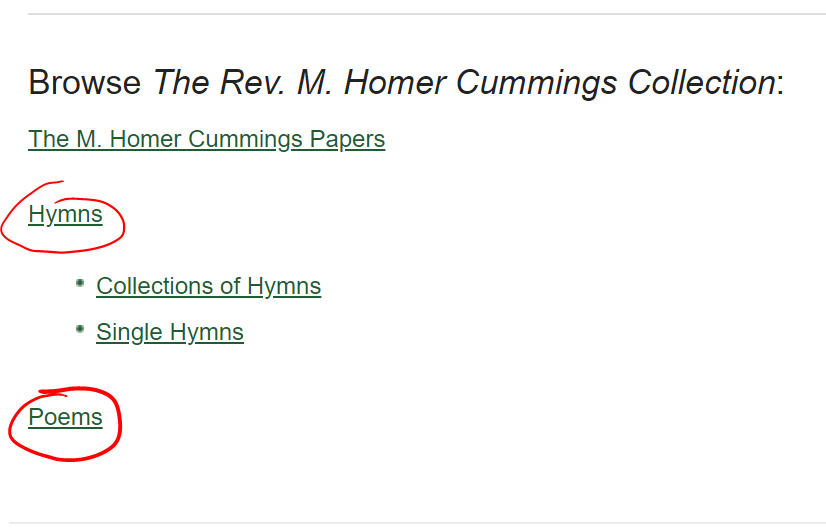 Browse The Rev. M. Homer Cummings Collection:
The M. Homer Cummings Papers
Hymns
Collections of Hymns
Single Hymns
Poems